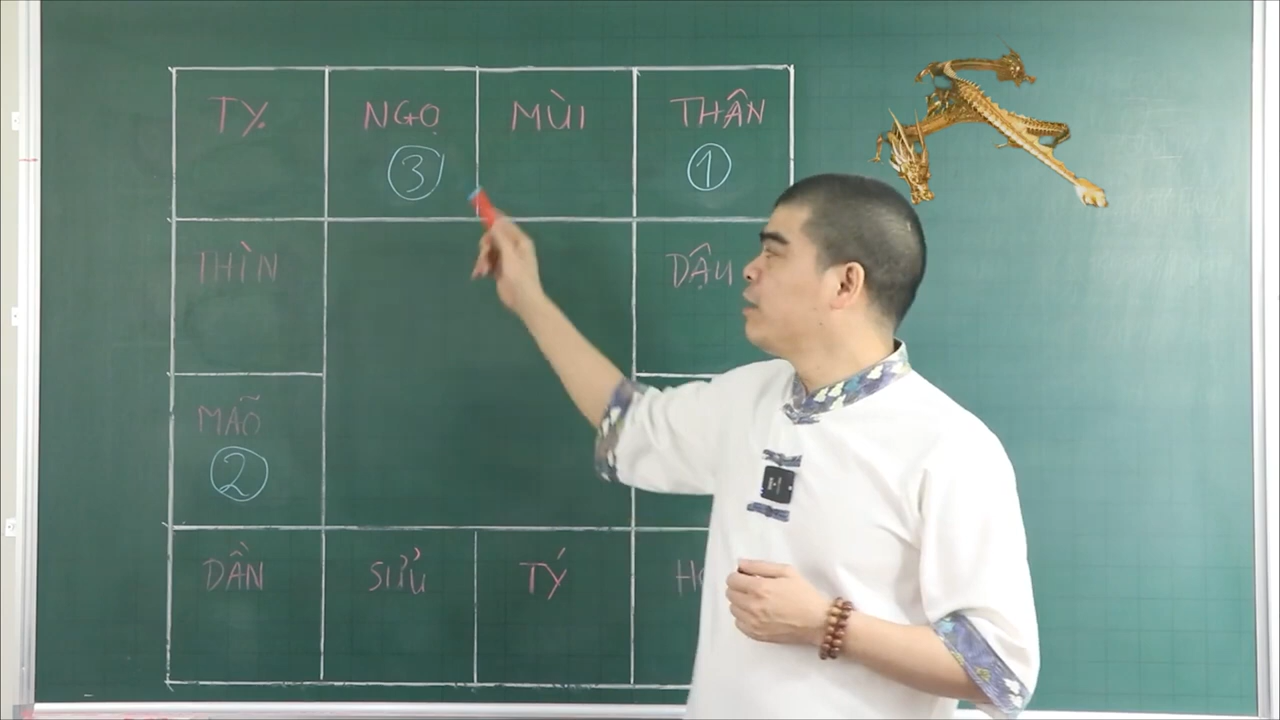 TỴ NGỌ MÙI THÂN
③ ①
THÌN DẬU
MÃO
②
DẦN SỬU TÝ